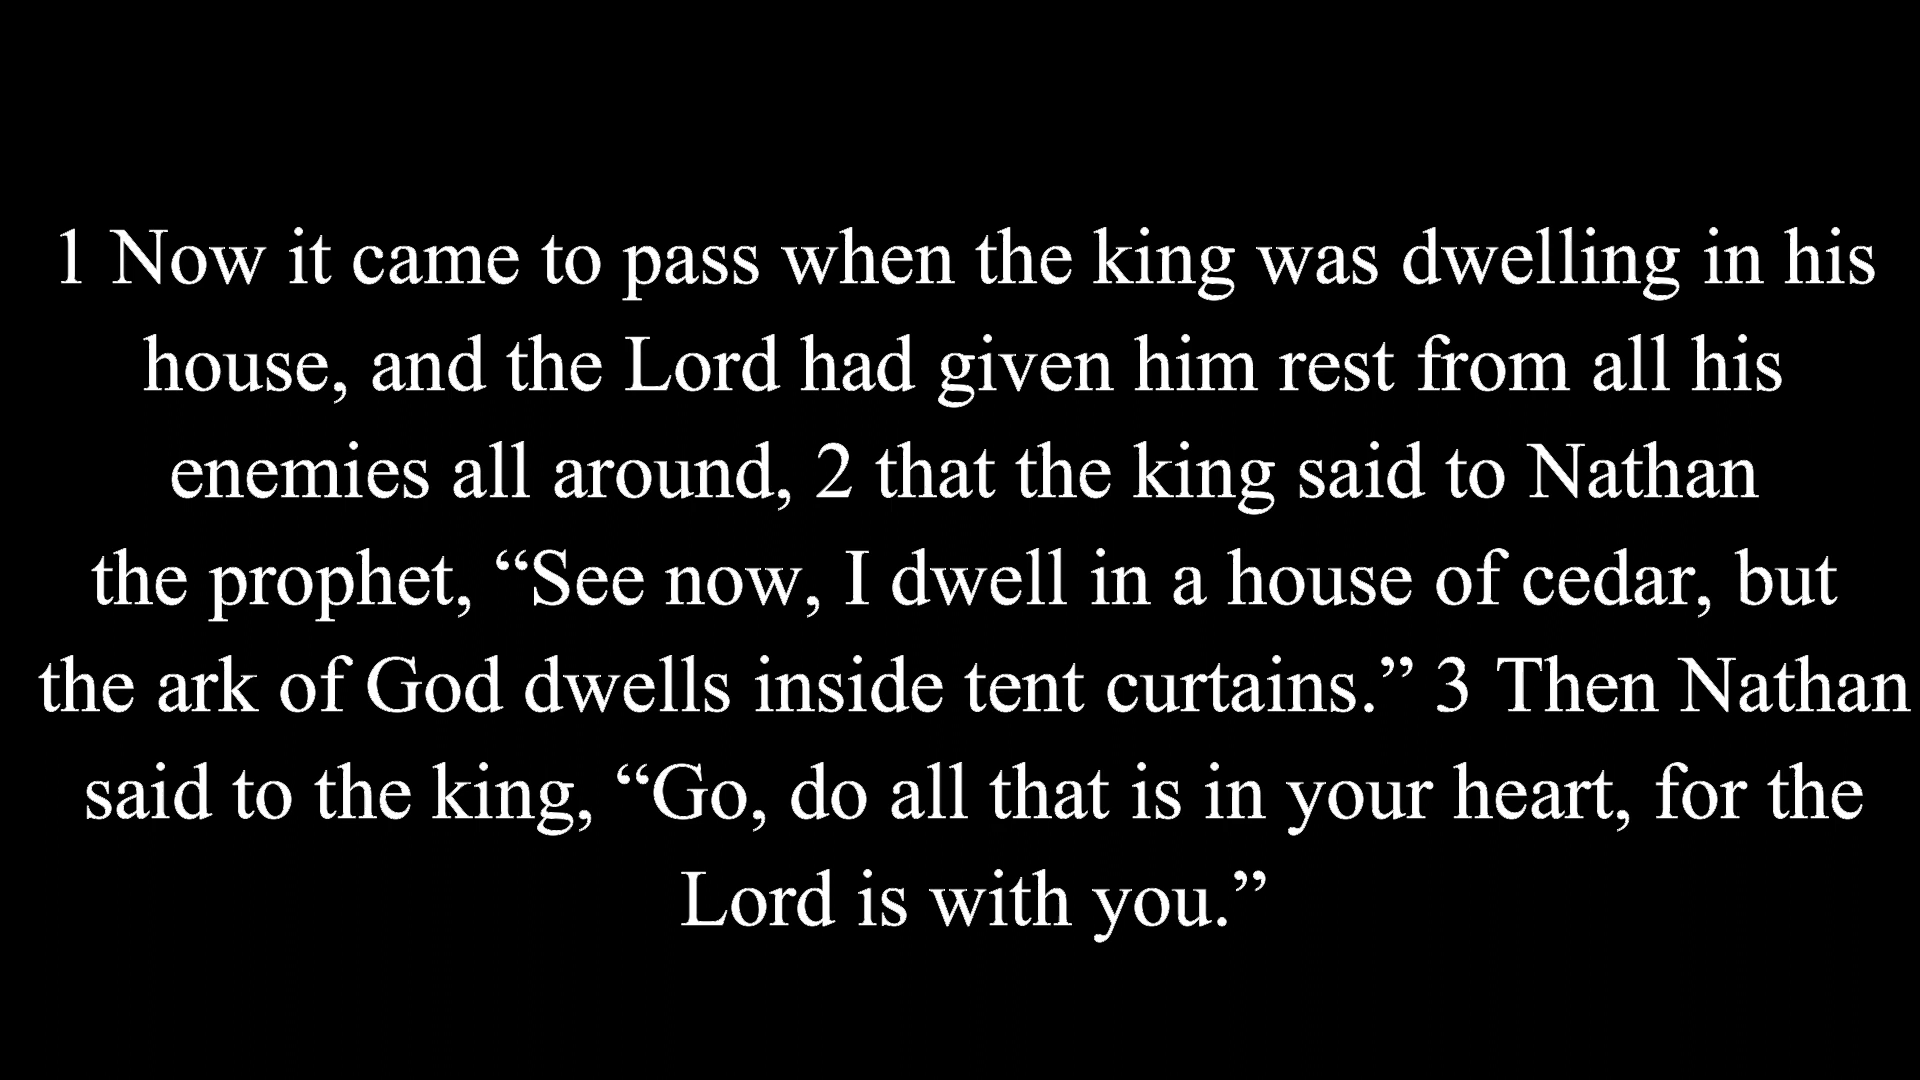 1 Now it came to pass when the king was dwelling in his
house, and the Lord had given him rest from all his
enemies all around, 2 that the king said to Nathan
the prophet, “See now, I dwell in a house of cedar, but
the ark of God dwells inside tent curtains.” 3 Then Nathan
said to the king, “Go, do all that is in your heart, for the
Lord is with you.”